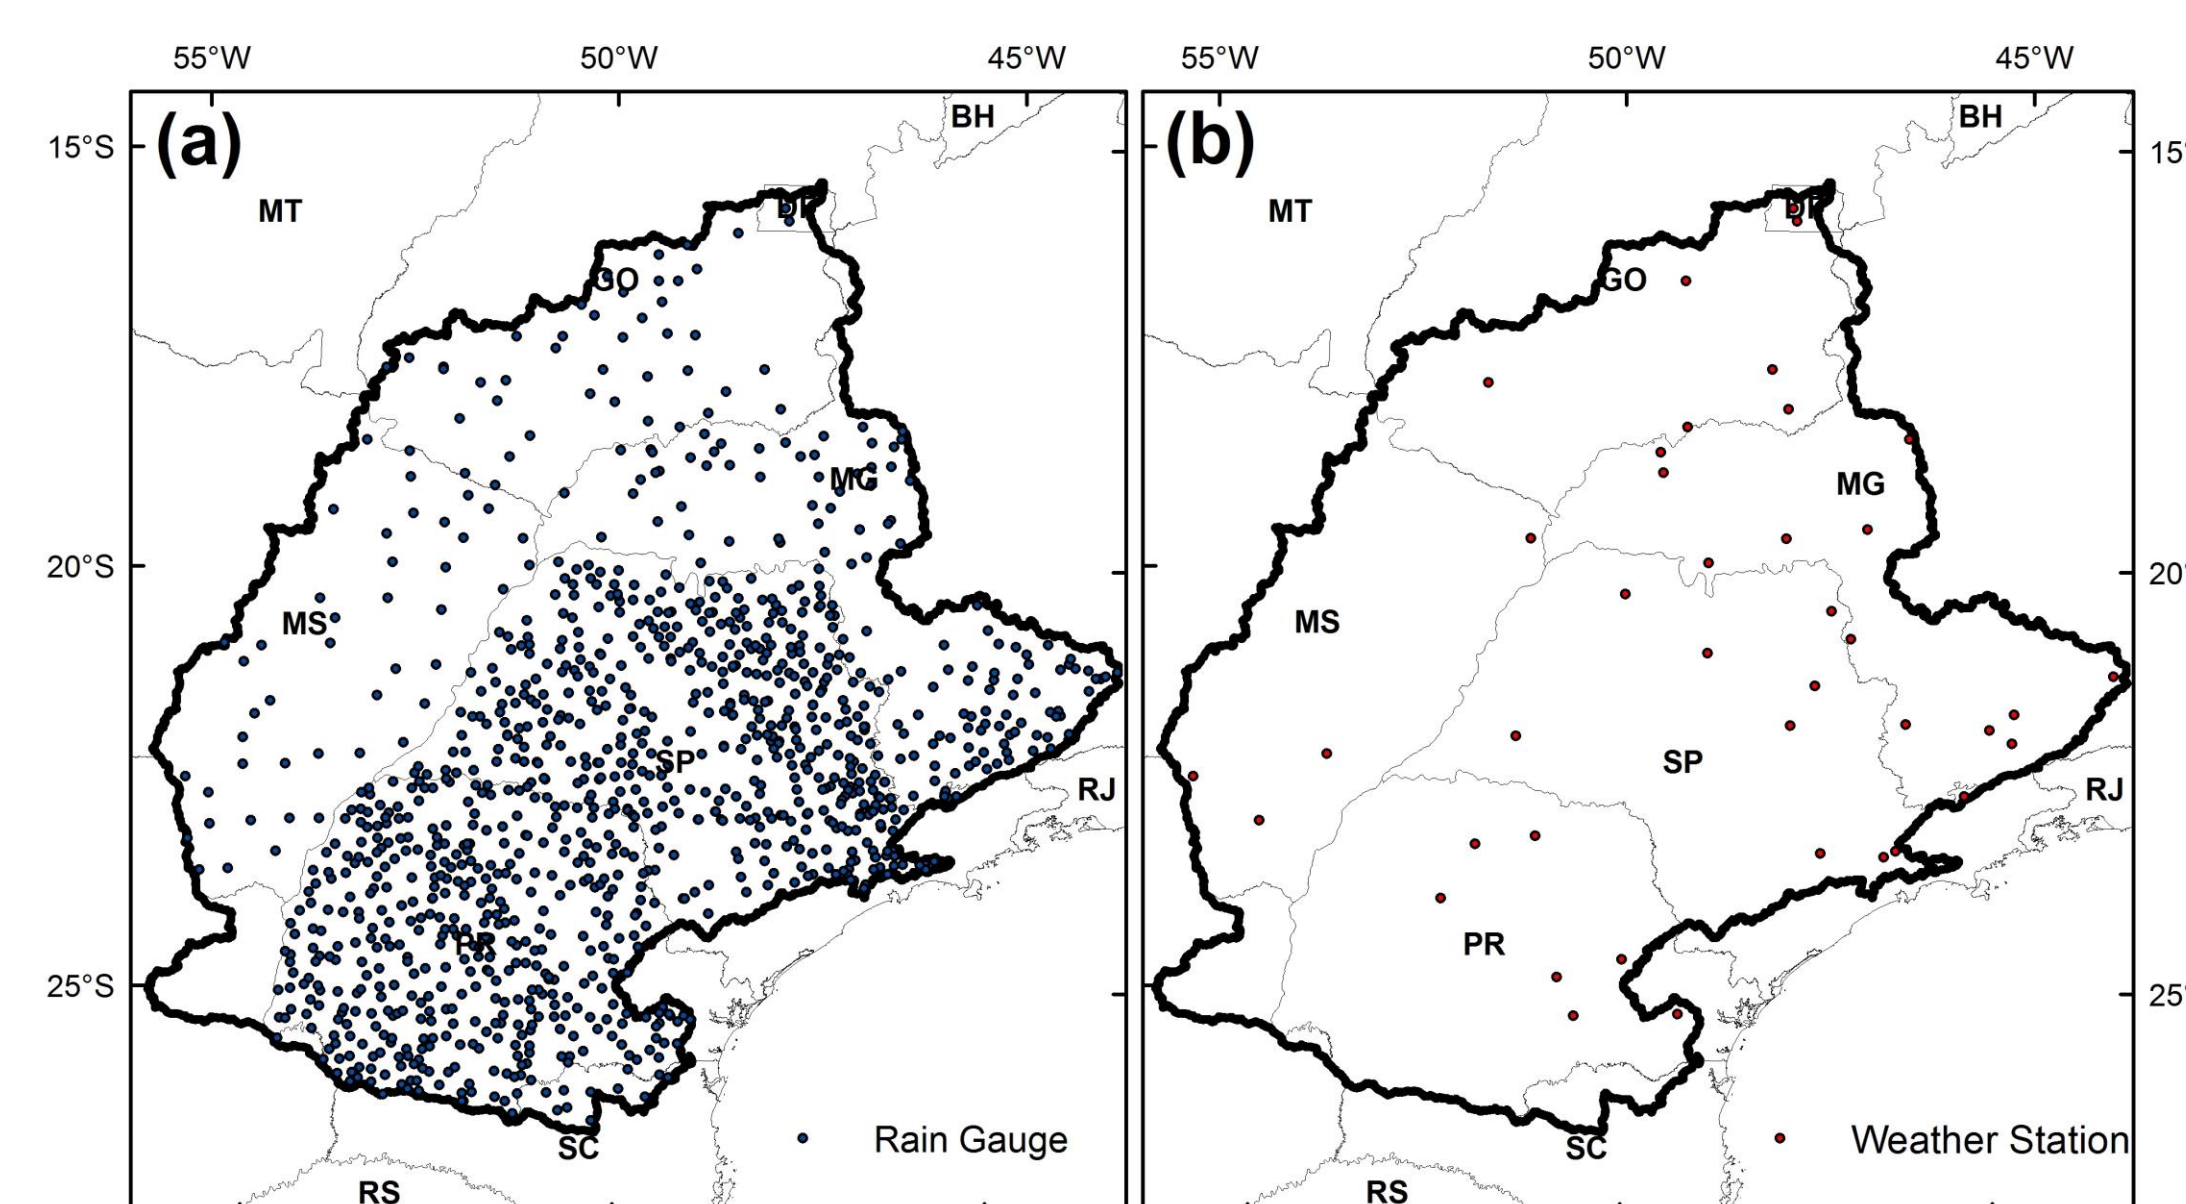 55°W 50°W 45°W 55°W 50°W 45°W
(a) BH (b) BH
15°S 15°
MT DF MT DF
GO GO
MG MG
20°S 20°
MS MS
SP SP
RJ RJ
PR PR
25°S 25°
Rain Gauge Weather Station
SC SC
RS RS